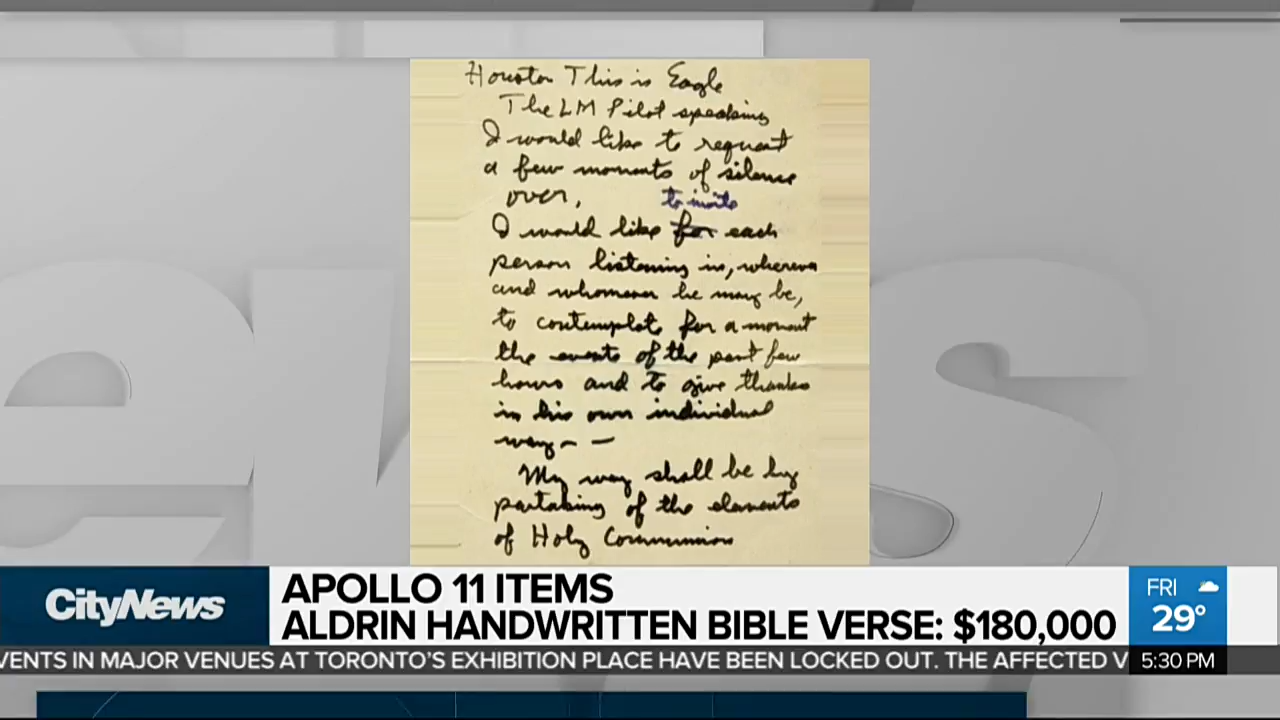 Houston This is Eagle
The LM Pilot speaking
I would like to request
a few moments of silence
over.
to invite
I would like for each
person listening in, wherever
and whomever he may be,
to contemplate for a moment
the events of the past few
hours and to give thanks
in his own individual
way — —
My way shall be by
partaking of the elements
of Holy Communion
CityNews
APOLLO 11 ITEMS
ALDRIN HANDWRITTEN BIBLE VERSE: $180,000
FRI
29°
VENTS IN MAJOR VENUES AT TORONTO'S EXHIBITION PLACE HAVE BEEN LOCKED OUT. THE AFFECTED V
5:30 PM